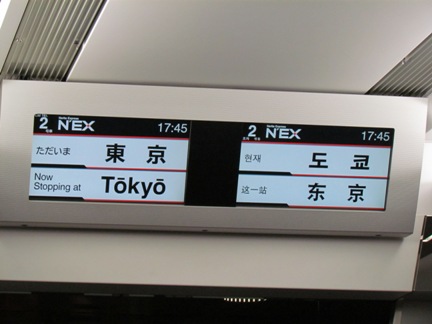 2 N'EX 17:45
ただいま 東京
Now Stopping at Tōkyō
2 N'EX 17:45
현재 도쿄
这一站 东京